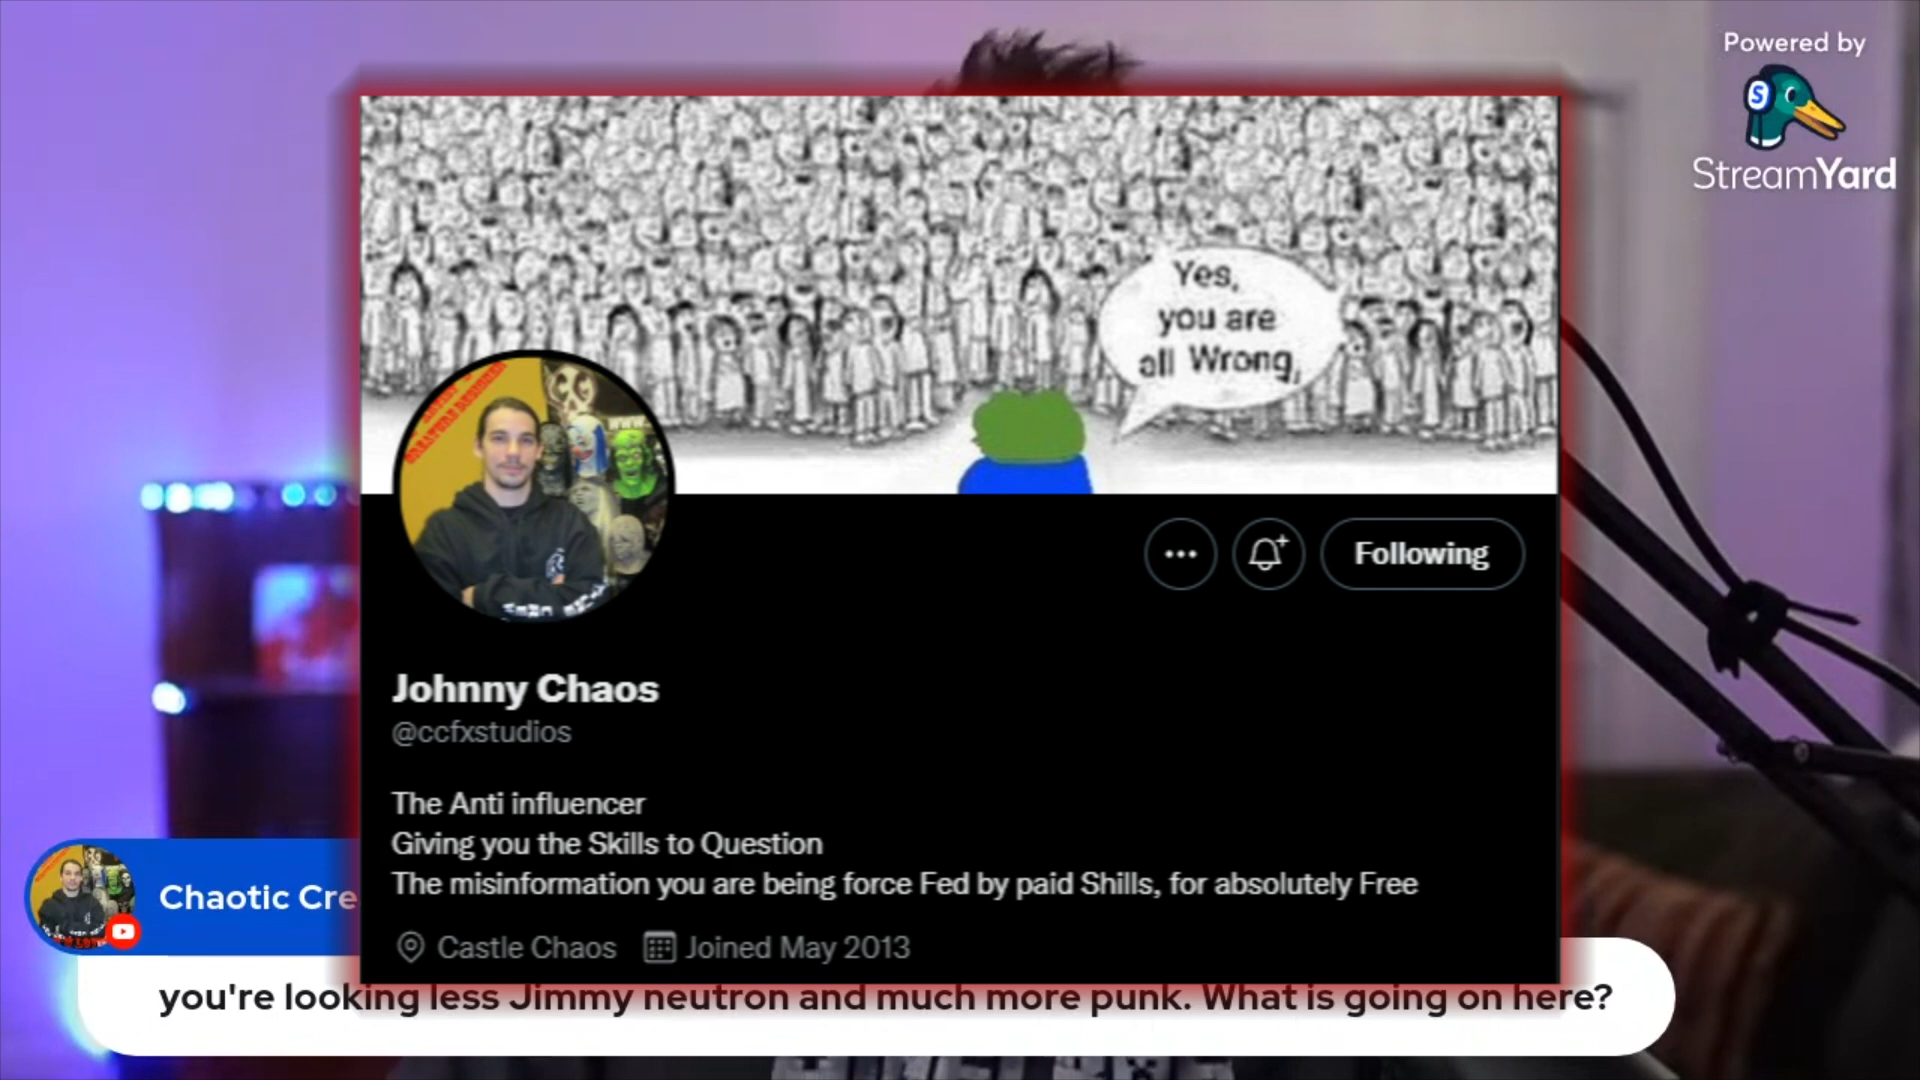 Powered by
StreamYard
Yes,
you are
all Wrong,
Following
Johnny Chaos
@ccfxstudios
The Anti influencer
Giving you the Skills to Question
The misinformation you are being force Fed by paid Shills, for absolutely Free
Castle Chaos Joined May 2013
Chaotic Cre
you're looking less Jimmy neutron and much more punk. What is going on here?